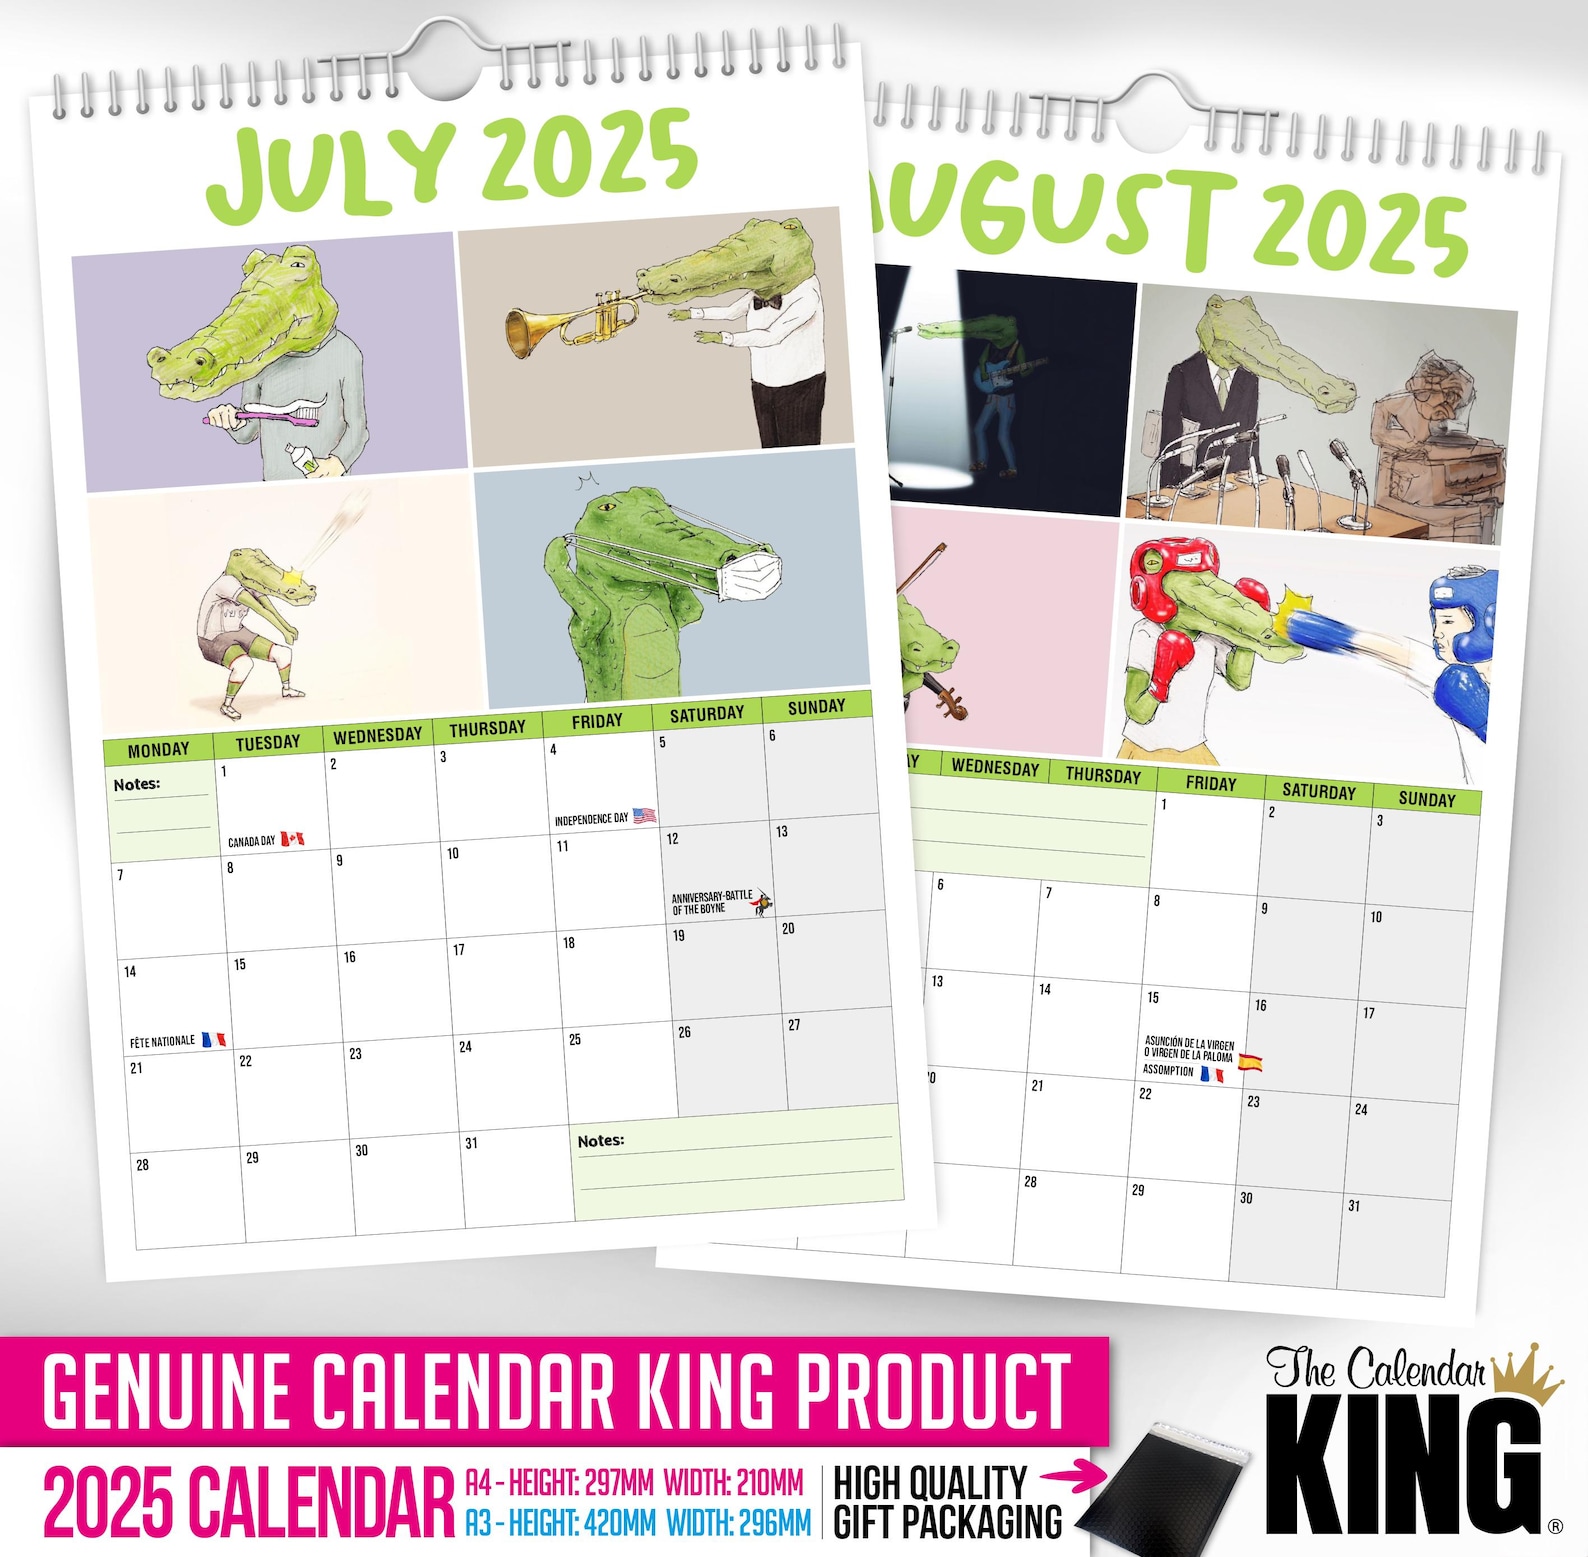 JULY 2025
MONDAY TUESDAY WEDNESDAY THURSDAY FRIDAY SATURDAY SUNDAY
Notes:
1 2 3 4 5 6
CANADA DAY
INDEPENDENCE DAY
7 8 9 10 11 12 13
ANNIVERSARY-BATTLE
OF THE BOYNE
14 15 16 17 18 19 20
FÊTE NATIONALE
21 22 23 24 25 26 27
28 29 30 31
Notes:
AUGUST 2025
AY WEDNESDAY THURSDAY FRIDAY SATURDAY SUNDAY
1 2 3
6 7 8 9 10
13 14 15 16 17
ASUNCIÓN DE LA VIRGEN
O VIRGEN DE LA PALOMA
ASSOMPTION
20 21 22 23 24
28 29 30 31
GENUINE CALENDAR KING PRODUCT
2025 CALENDAR
A4 - HEIGHT: 297MM WIDTH: 210MM
A3 - HEIGHT: 420MM WIDTH: 296MM
HIGH QUALITY
GIFT PACKAGING
The Calendar
KING®